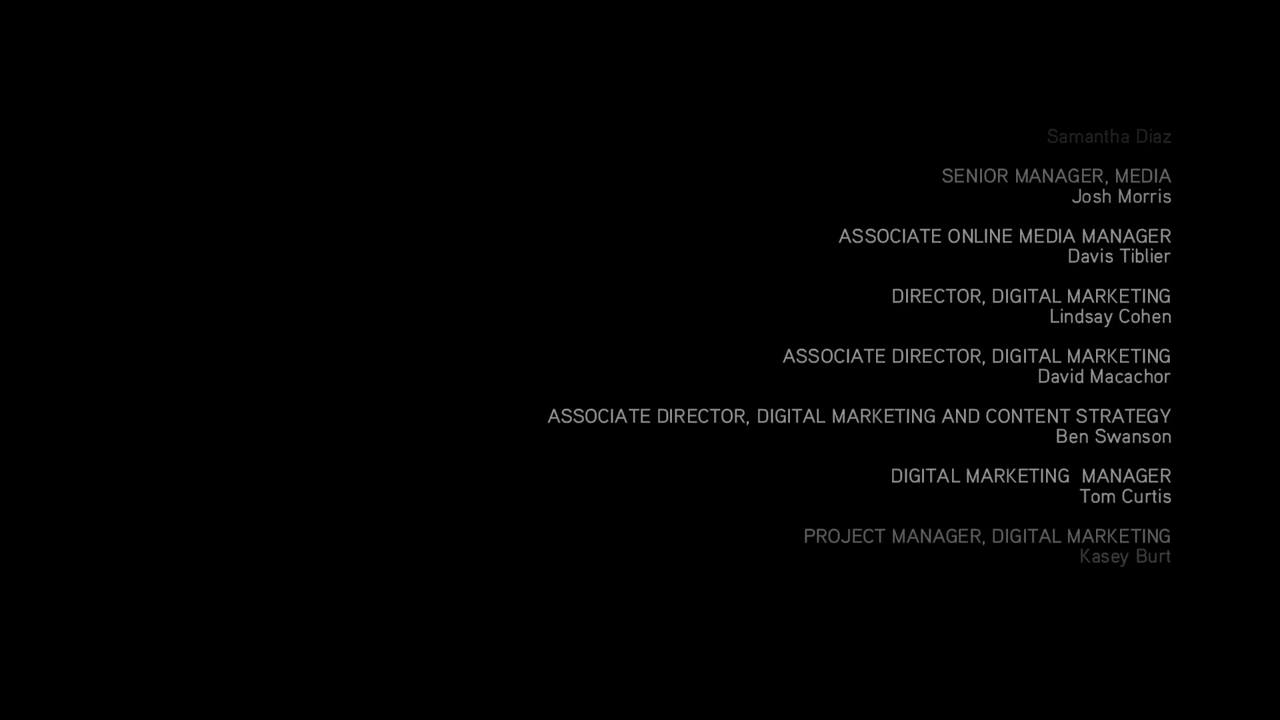 Samantha Diaz
SENIOR MANAGER, MEDIA
Josh Morris
ASSOCIATE ONLINE MEDIA MANAGER
Davis Tiblier
DIRECTOR, DIGITAL MARKETING
Lindsay Cohen
ASSOCIATE DIRECTOR, DIGITAL MARKETING
David Macachor
ASSOCIATE DIRECTOR, DIGITAL MARKETING AND CONTENT STRATEGY
Ben Swanson
DIGITAL MARKETING  MANAGER
Tom Curtis
PROJECT MANAGER, DIGITAL MARKETING
Kasey Burt